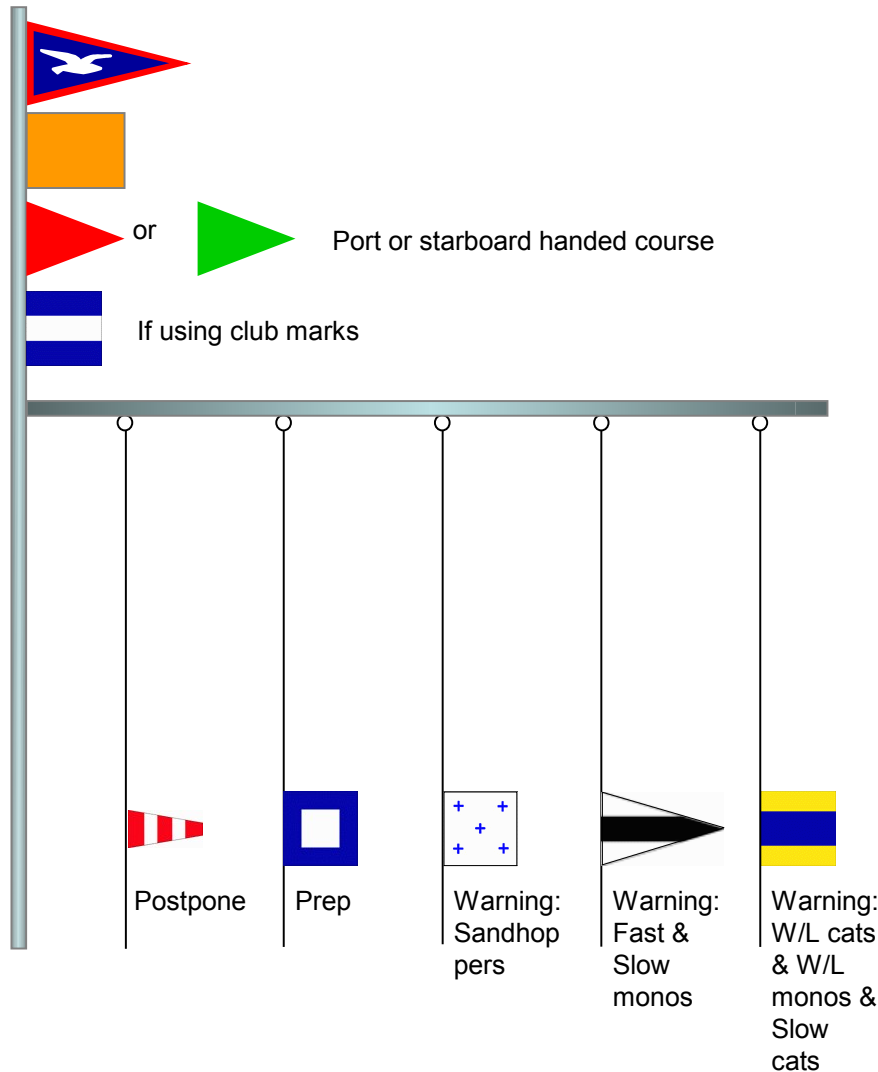 or
Port or starboard handed course
If using club marks
Postpone
Prep
Warning:
Sandhop
pers
Warning:
Fast &
Slow
monos
Warning:
W/L cats
& W/L
monos &
Slow
cats